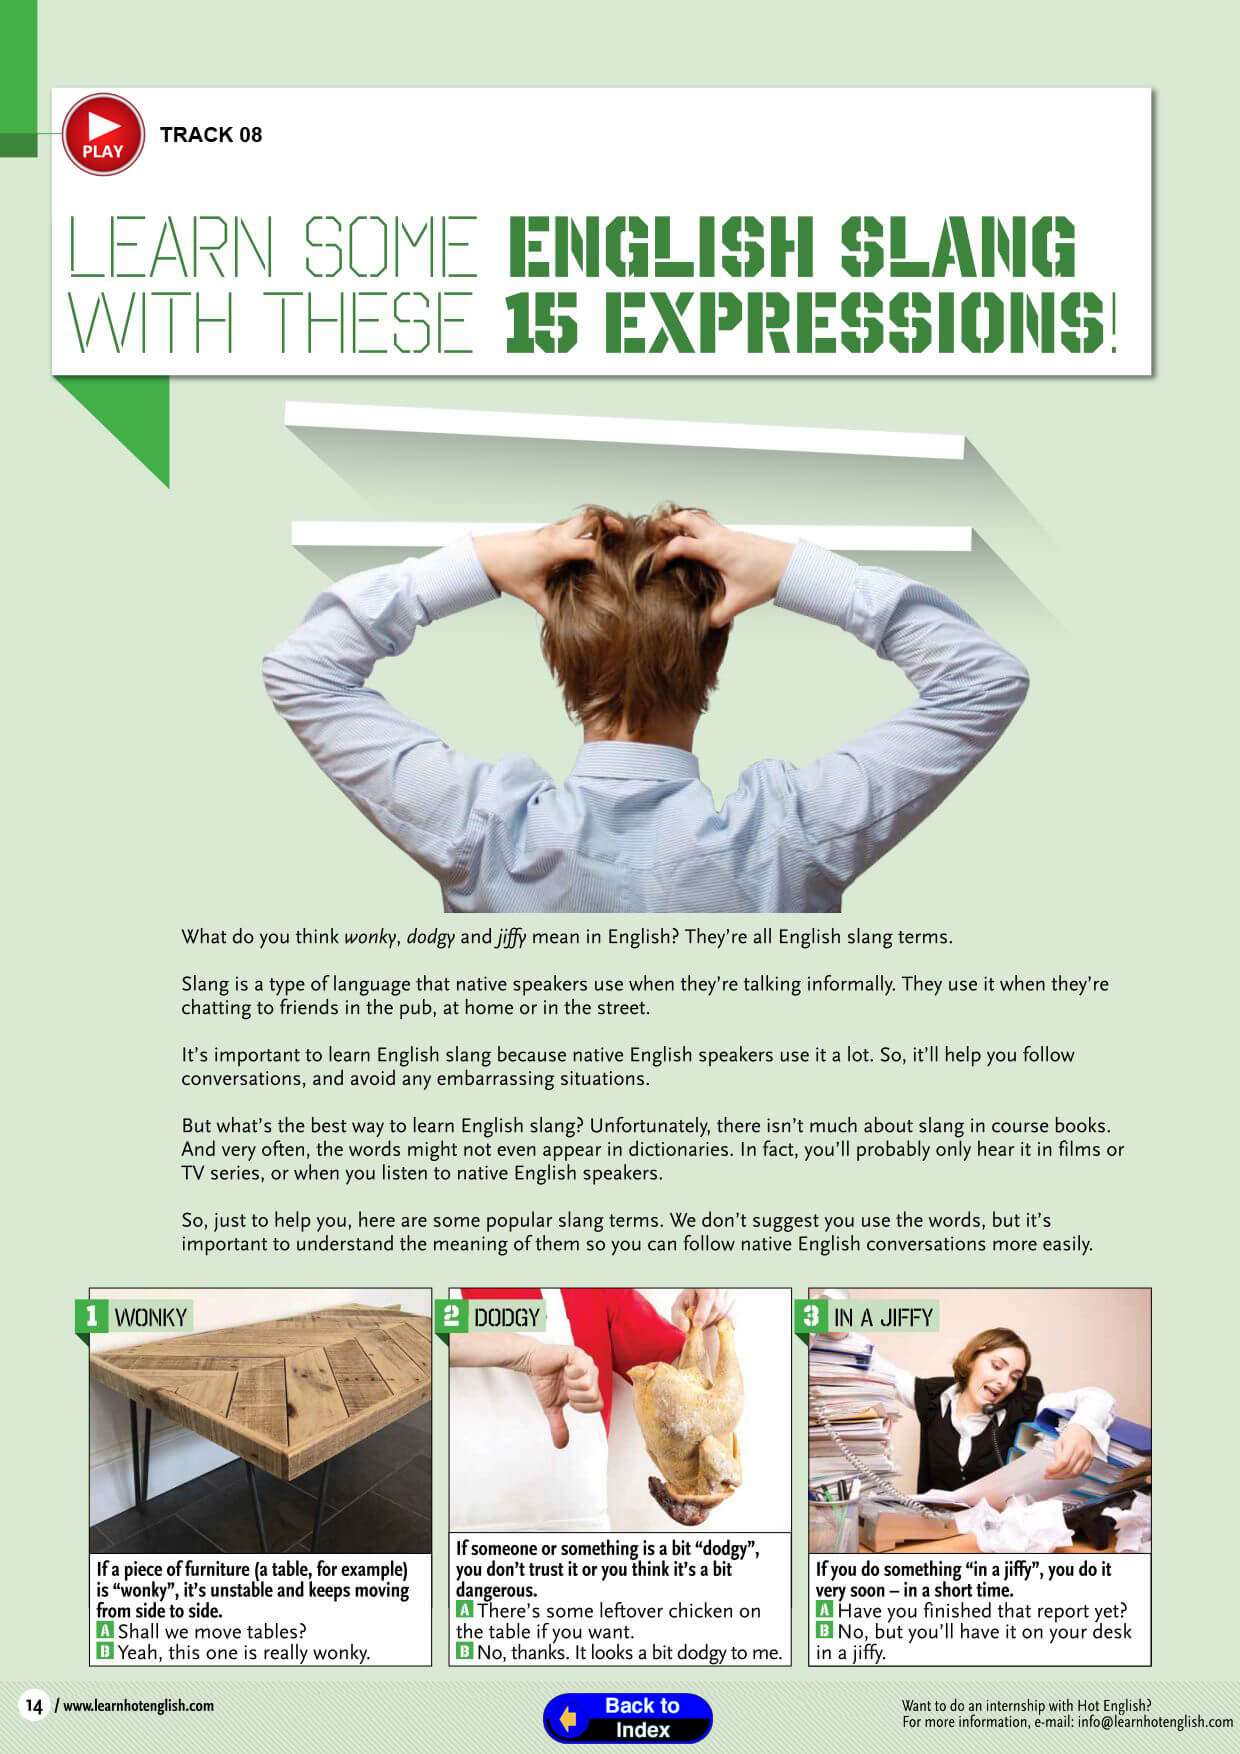 PLAY
TRACK 08
LEARN SOME ENGLISH SLANG
WITH THESE 15 EXPRESSIONS!
What do you think wonky, dodgy and jiffy mean in English? They’re all English slang terms.
Slang is a type of language that native speakers use when they’re talking informally. They use it when they’re
chatting to friends in the pub, at home or in the street.
It’s important to learn English slang because native English speakers use it a lot. So, it’ll help you follow
conversations, and avoid any embarrassing situations.
But what’s the best way to learn English slang? Unfortunately, there isn’t much about slang in course books.
And very often, the words might not even appear in dictionaries. In fact, you’ll probably only hear it in films or
TV series, or when you listen to native English speakers.
So, just to help you, here are some popular slang terms. We don’t suggest you use the words, but it’s
important to understand the meaning of them so you can follow native English conversations more easily.
1 WONKY
If a piece of furniture (a table, for example)
is “wonky”, it’s unstable and keeps moving
from side to side.
A Shall we move tables?
B Yeah, this one is really wonky.
2 DODGY
If someone or something is a bit “dodgy”,
you don’t trust it or you think it’s a bit
dangerous.
A There’s some leftover chicken on
the table if you want.
B No, thanks. It looks a bit dodgy to me.
3 IN A JIFFY
If you do something “in a jiffy”, you do it
very soon – in a short time.
A Have you finished that report yet?
B No, but you’ll have it on your desk
in a jiffy.
14 / www.learnhotenglish.com
Back to
Index
Want to do an internship with Hot English?
For more information, e-mail: info@learnhotenglish.com